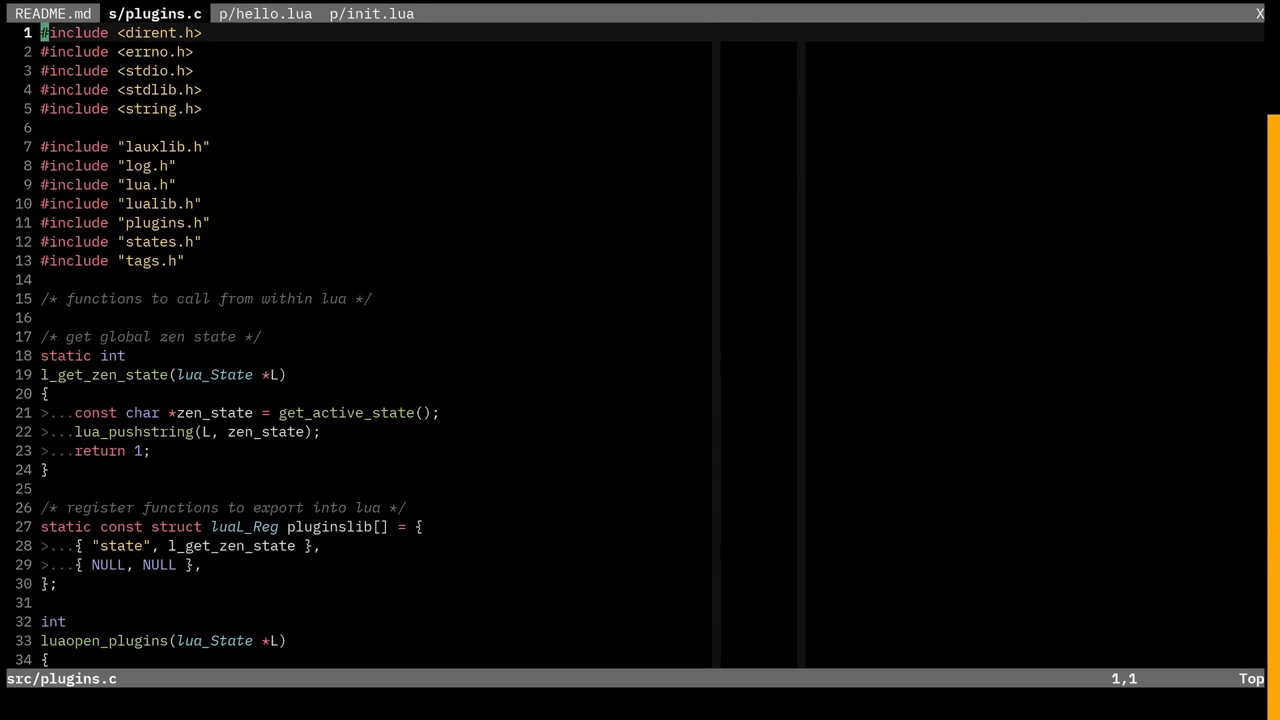 README.md  s/plugins.c  p/hello.lua  p/init.lua X
1 #include <dirent.h>
2 #include <errno.h>
3 #include <stdio.h>
4 #include <stdlib.h>
5 #include <string.h>
6
7 #include "lauxlib.h"
8 #include "log.h"
9 #include "lua.h"
10 #include "lualib.h"
11 #include "plugins.h"
12 #include "states.h"
13 #include "tags.h"
14
15 /* functions to call from within lua */
16
17 /* get global zen state */
18 static int
19 l_get_zen_state(lua_State *L)
20 {
21 >...const char *zen_state = get_active_state();
22 >...lua_pushstring(L, zen_state);
23 >...return 1;
24 }
25
26 /* register functions to export into lua */
27 static const struct luaL_Reg pluginslib[] = {
28 >...{ "state", l_get_zen_state },
29 >...{ NULL, NULL },
30 };
31
32 int
33 luaopen_plugins(lua_State *L)
34 {
src/plugins.c 1,1 Top